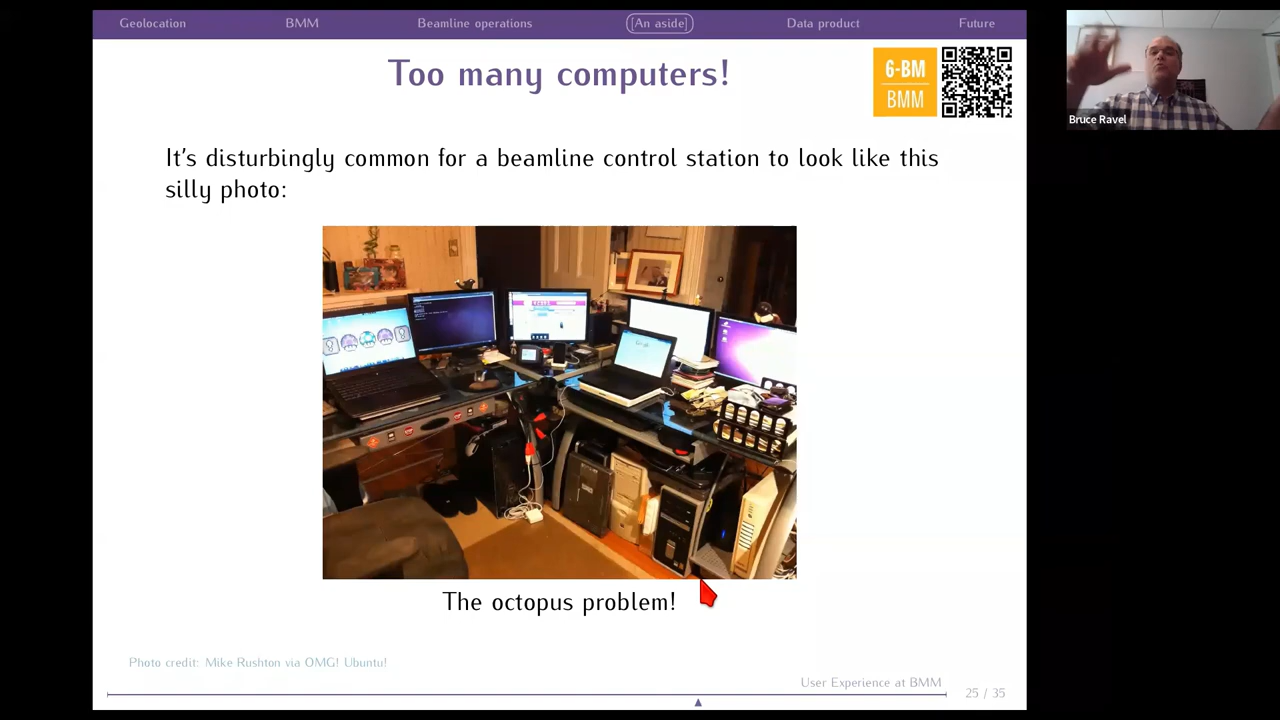 Geolocation BMM Beamline operations [An aside] Data product Future
Too many computers!
6-BM
BMM
Bruce Ravel
It's disturbingly common for a beamline control station to look like this
silly photo:
Google
The octopus problem!
Photo credit: Mike Rushton via OMG! Ubuntu!
User Experience at BMM
25 / 35